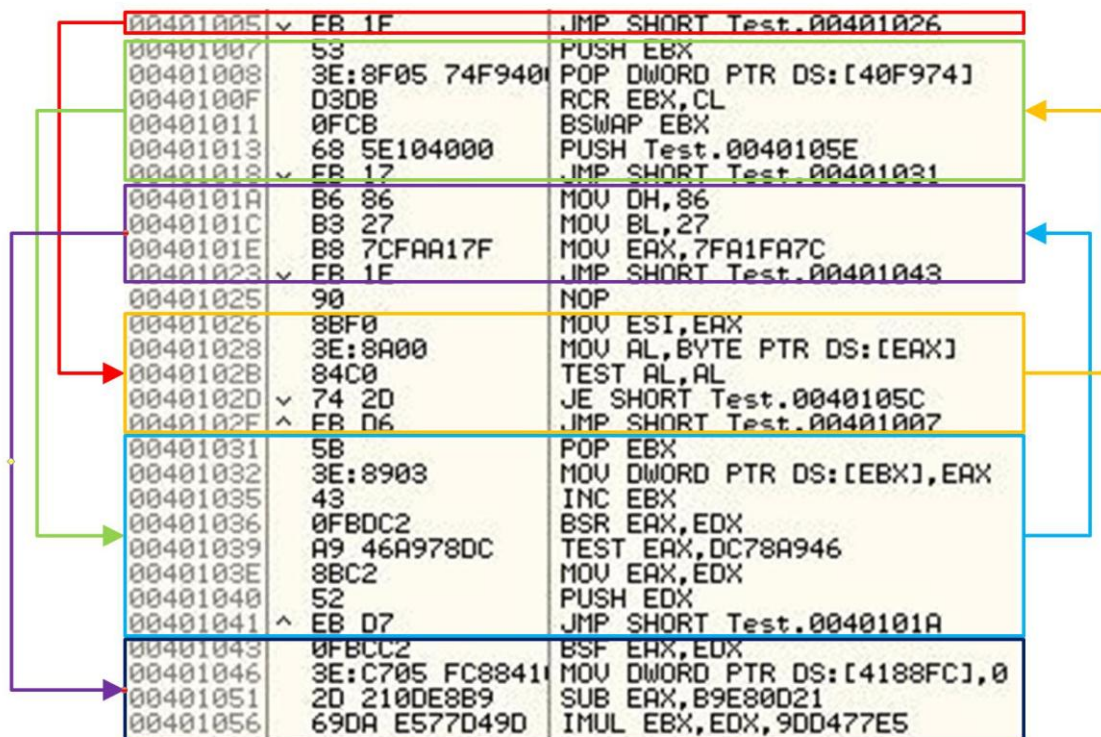 00401005 ˅ EB 1F JMP SHORT Test.00401026
00401007 53 PUSH EBX
00401008 3E:8F05 74F940 POP DWORD PTR DS:[40F974]
0040100F D3DB RCR EBX,CL
00401011 0FCB BSWAP EBX
00401013 68 5E104000 PUSH Test.0040105E
00401018 ˅ EB 17 JMP SHORT Test.00401031
0040101A B6 86 MOV DH,86
0040101C B3 27 MOV BL,27
0040101E B8 7CFAA17F MOV EAX,7FA1FA7C
00401023 ˅ EB 1E JMP SHORT Test.00401043
00401025 90 NOP
00401026 8BF0 MOV ESI,EAX
00401028 3E:8A00 MOV AL,BYTE PTR DS:[EAX]
0040102B 84C0 TEST AL,AL
0040102D ˅ 74 2D JE SHORT Test.0040105C
0040102F ^ EB D6 JMP SHORT Test.00401007
00401031 5B POP EBX
00401032 3E:8903 MOV DWORD PTR DS:[EBX],EAX
00401035 43 INC EBX
00401036 0FBDC2 BSR EAX,EDX
00401039 A9 46A978DC TEST EAX,DC78A946
0040103E 8BC2 MOV EAX,EDX
00401040 52 PUSH EDX
00401041 ^ EB D7 JMP SHORT Test.0040101A
00401043 0FBCC2 BSF EAX,EDX
00401046 3E:C705 FC8841 MOV DWORD PTR DS:[4188FC],0
00401051 2D 210DE8B9 SUB EAX,B9E80D21
00401056 69DA E577D49D IMUL EBX,EDX,9DD477E5